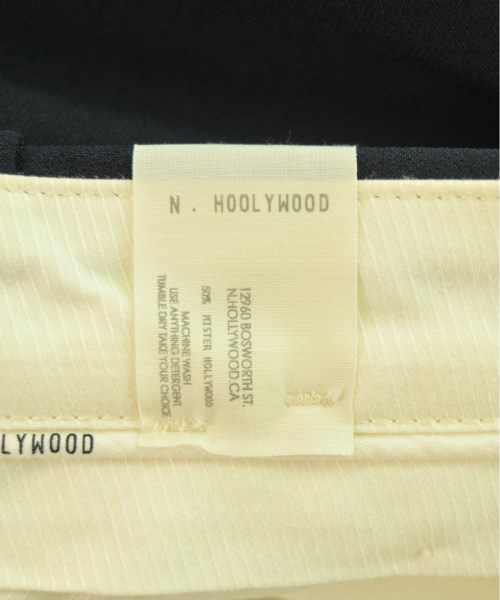 N. HOOLYWOOD
12960 BOSWORTH ST.
N.HOLLYWOOD.CA
50% MISTER HOLLYWOOD
MACHINE WASH
USE ANYTHING DETERGENT
TUMBLE DRY TAKE YOUR CHOICE
LYWOOD